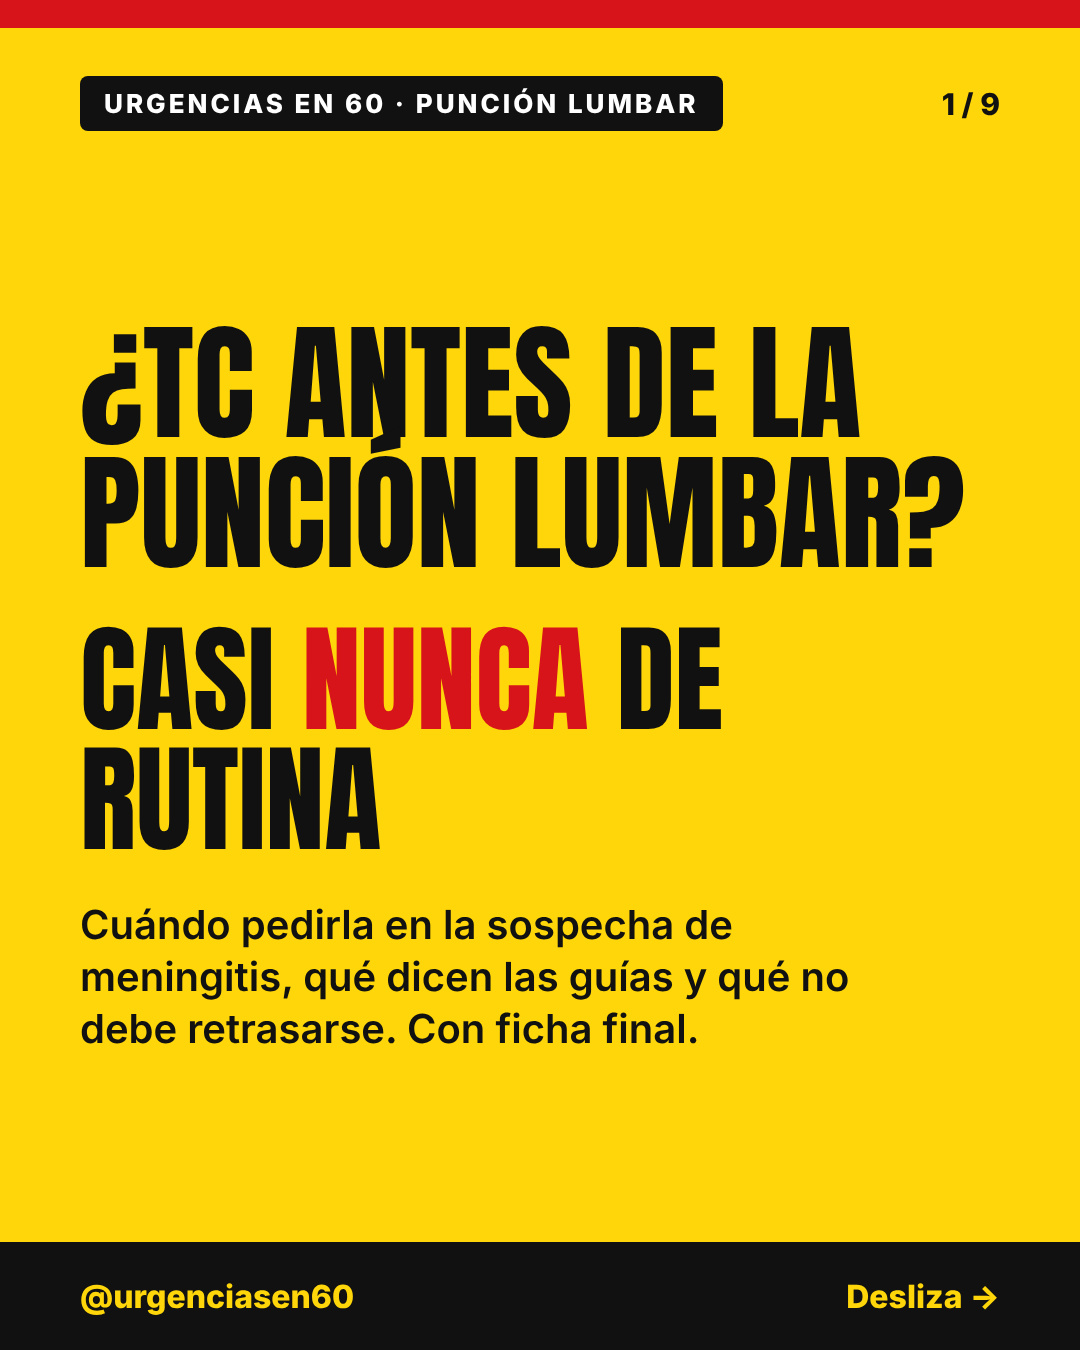 URGENCIAS EN 60 · PUNCIÓN LUMBAR
1 / 9
¿TC ANTES DE LA
PUNCIÓN LUMBAR?
CASI NUNCA DE
RUTINA
Cuándo pedirla en la sospecha de
meningitis, qué dicen las guías y qué no
debe retrasarse. Con ficha final.
@urgenciasen60
Desliza →